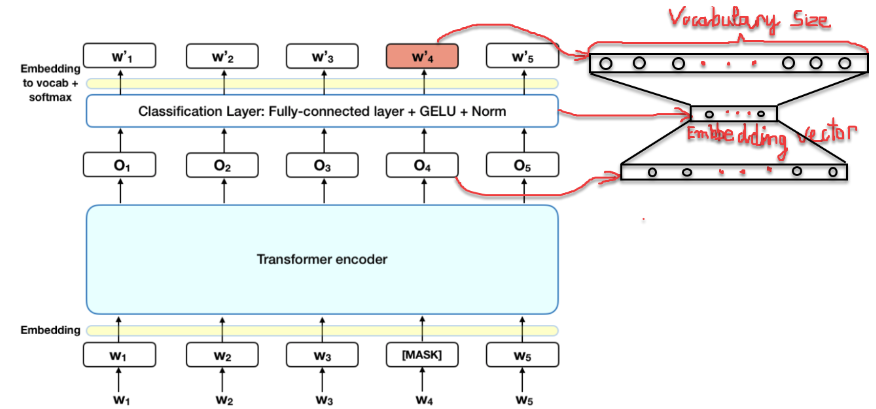 Vocabulary Size
w'1 w'2 w'3 w'4 w'5
Embedding to vocab + softmax
Classification Layer: Fully-connected layer + GELU + Norm
Embedding vector
O1 O2 O3 O4 O5
Transformer encoder
Embedding
W1 W2 W3 [MASK] W5
W1 W2 W3 W4 W5